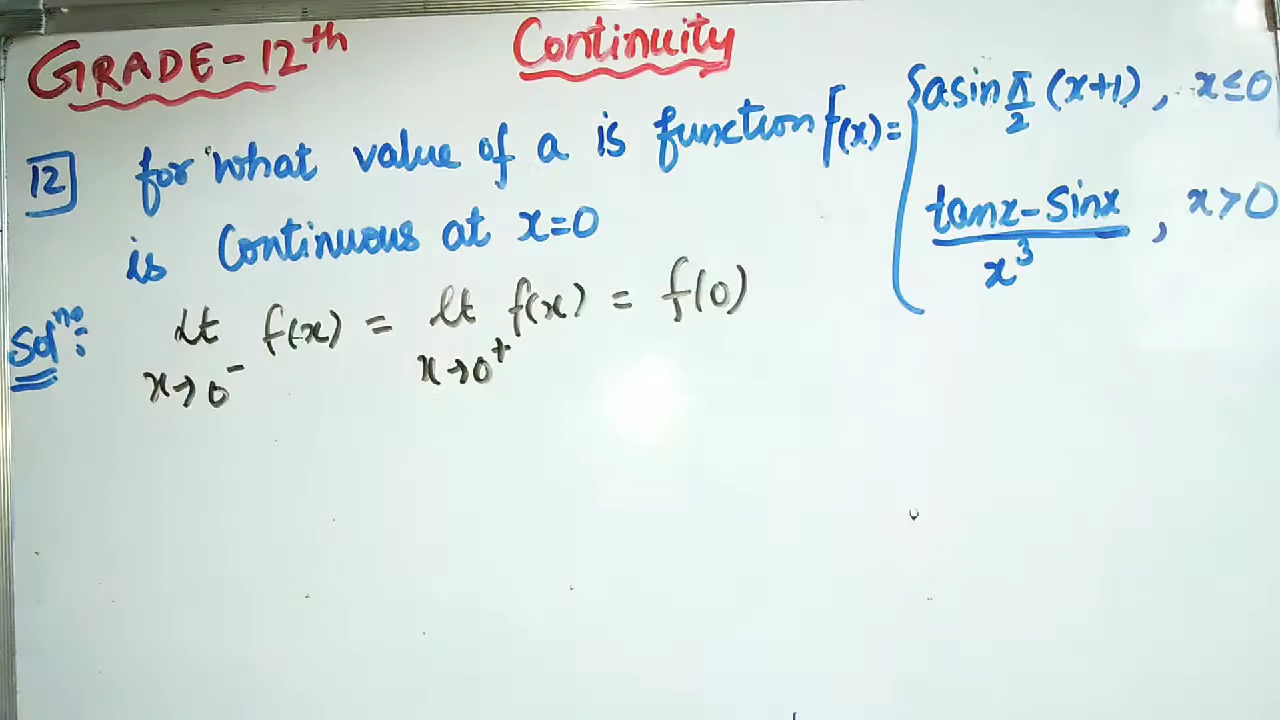 GRADE-12th Continuity
12 for what value of a is function f(x) = { a sin π/2 (x+1), x≤0
tanx - sinx / x³, x>0
is Continuous at x=0
Solno: lt x→0⁻ f(x) = lt x→0⁺ f(x) = f(0)